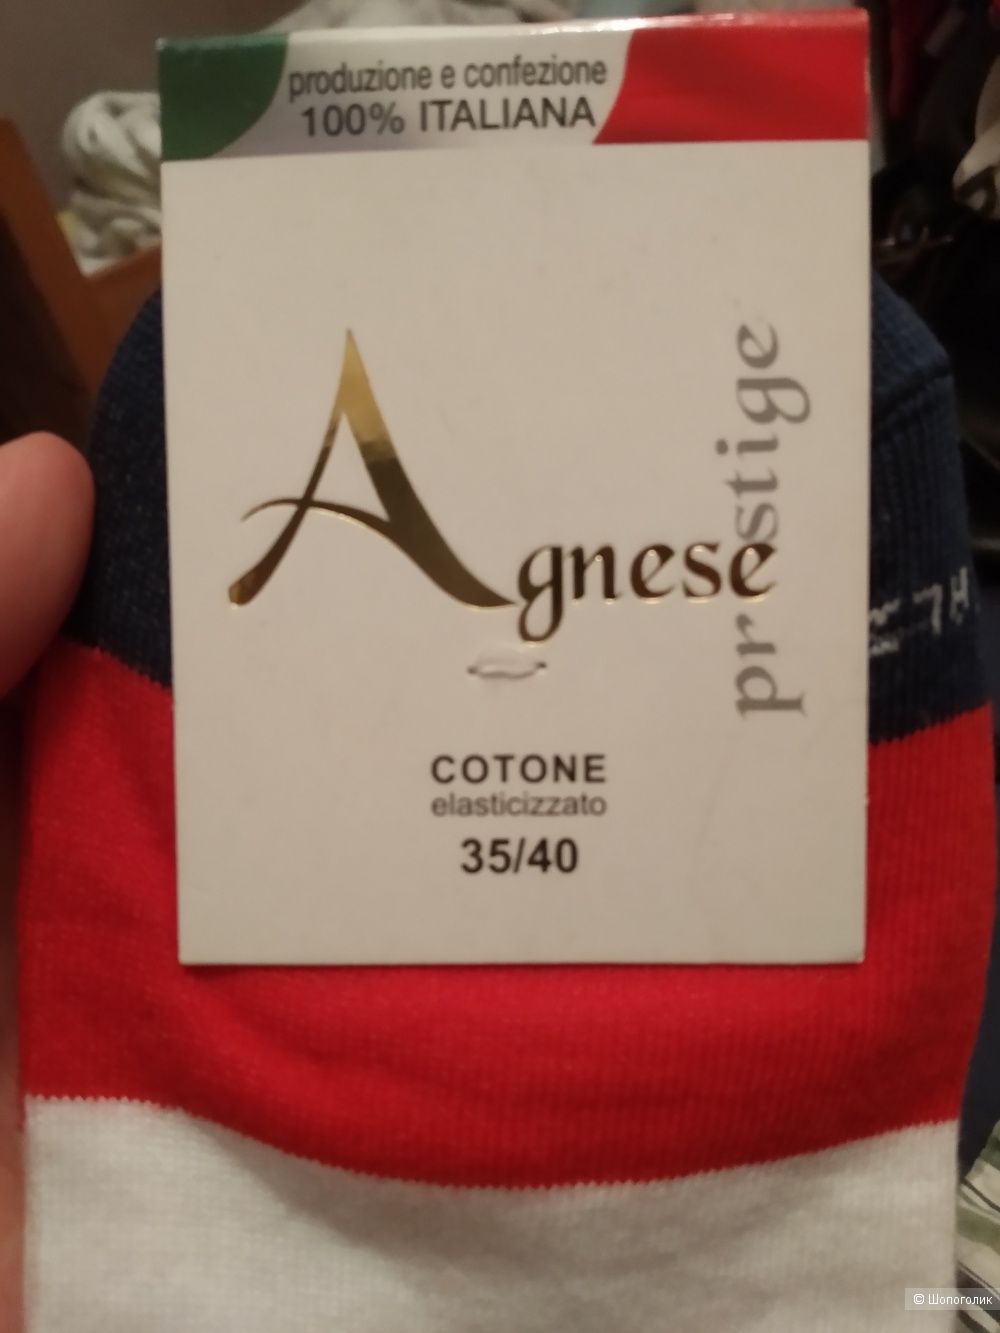 produzione e confezione
100% ITALIANA
Agnese
prestige
COTONE
elasticizzato
35/40
© Шопоголик